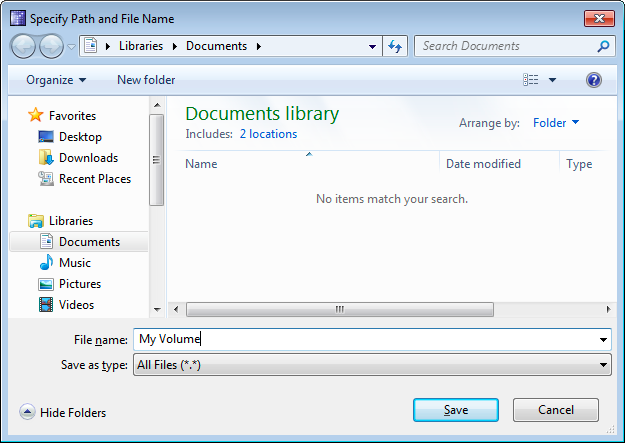 Specify Path and File Name
Libraries Documents Search Documents
Organize New folder
Favorites
Desktop
Downloads
Recent Places
Libraries
Documents
Music
Pictures
Videos
Documents library
Includes: 2 locations
Arrange by: Folder
Name Date modified Type
No items match your search.
File name: My Volume
Save as type: All Files (*.*)
Hide Folders Save Cancel